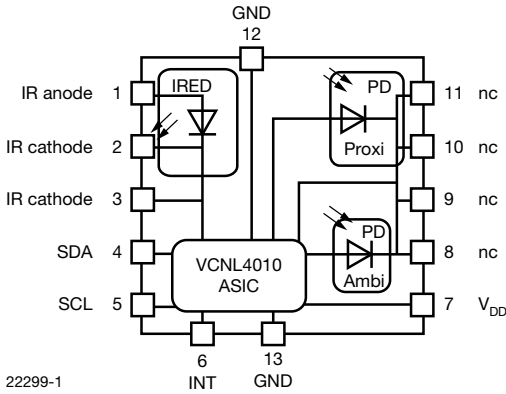 GND
12
IR anode 1
IRED
PD
11 nc
IR cathode 2
Proxi
10 nc
IR cathode 3
9 nc
PD
SDA 4
VCNL4010
ASIC
Ambi
8 nc
SCL 5
7 VDD
6
13
22299-1
INT
GND